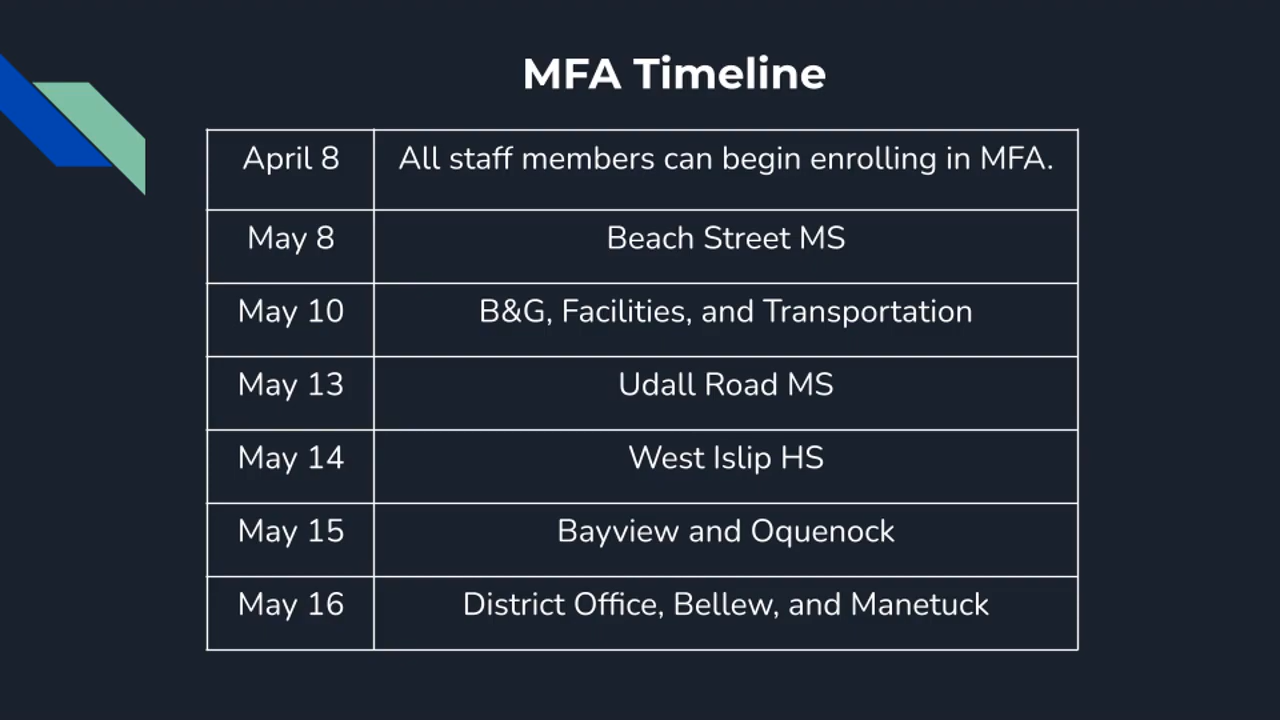 MFA Timeline
April 8 All staff members can begin enrolling in MFA.
May 8 Beach Street MS
May 10 B&G, Facilities, and Transportation
May 13 Udall Road MS
May 14 West Islip HS
May 15 Bayview and Oquenock
May 16 District Office, Bellew, and Manetuck